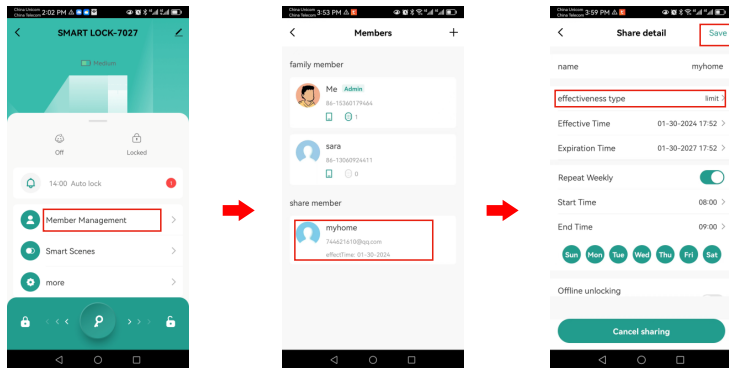 China Unicom
China Telecom 2:02 PM
SMART LOCK-7027
Medium
Off
Locked
14:00 Auto lock
Member Management
Smart Scenes
more
China Unicom
China Telecom 3:53 PM
Members
family member
Me Admin
86-15360179464
1
sara
86-13060924411
0
share member
myhome
744621610@qq.com
effectTime: 01-30-2024
China Unicom
China Telecom 3:59 PM
Share detail
Save
name
myhome
effectiveness type
limit
Effective Time
01-30-2024 17:52
Expiration Time
01-30-2027 17:52
Repeat Weekly
Start Time
08:00
End Time
09:00
Sun Mon Tue Wed Thu Fri Sat
Offline unlocking
Cancel sharing